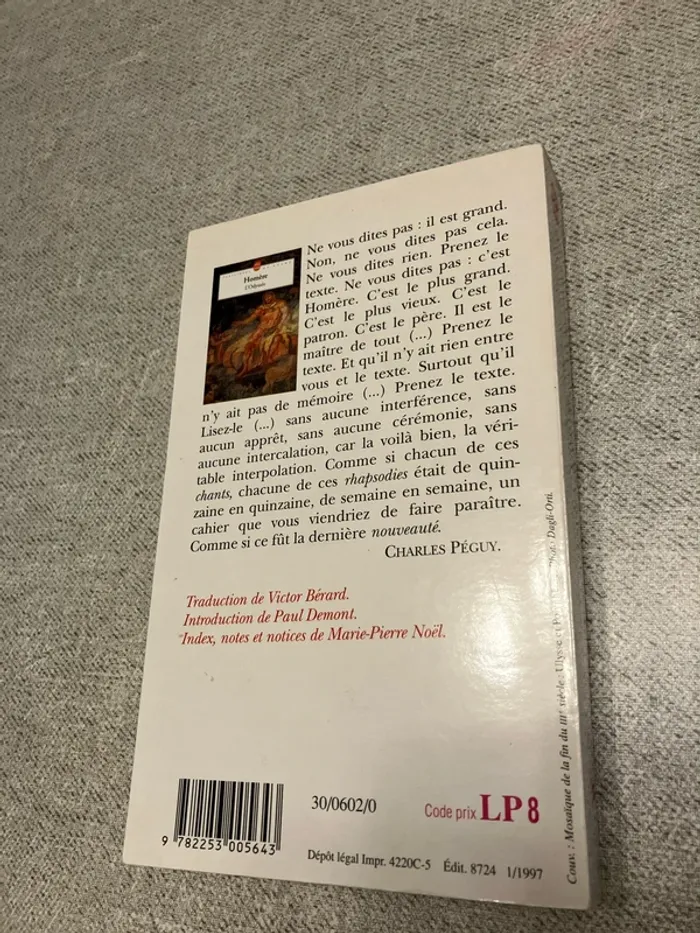 Homère
L'Odyssée
Ne vous dites pas : il est grand.
Non, ne vous dites pas cela.
Ne vous dites rien. Prenez le
texte. Ne vous dites pas : c'est
Homère. C'est le plus grand.
C'est le plus vieux. C'est le
patron. C'est le père. Il est le
maître de tout (...) Prenez le
texte. Et qu'il n'y ait rien entre
vous et le texte. Surtout qu'il
n'y ait pas de mémoire (...) Prenez le texte.
Lisez-le (...) sans aucune interférence, sans
aucun apprêt, sans aucune cérémonie, sans
aucune intercalation, car la voilà bien, la véri-
table interpolation. Comme si chacun de ces
chants, chacune de ces rhapsodies était de quin-
zaine en quinzaine, de semaine en semaine, un
cahier que vous viendriez de faire paraître.
Comme si ce fût la dernière nouveauté.
CHARLES PÉGUY.
Traduction de Victor Bérard.
Introduction de Paul Demont.
Index, notes et notices de Marie-Pierre Noël.
9 782253 005643
30/0602/0
Code prix LP 8
Dépôt légal Impr. 4220C-5 Édit. 8724 1/1997
Couv. : Mosaïque de la fin du IIIe siècle : Ulysse et Dagli-Orti.